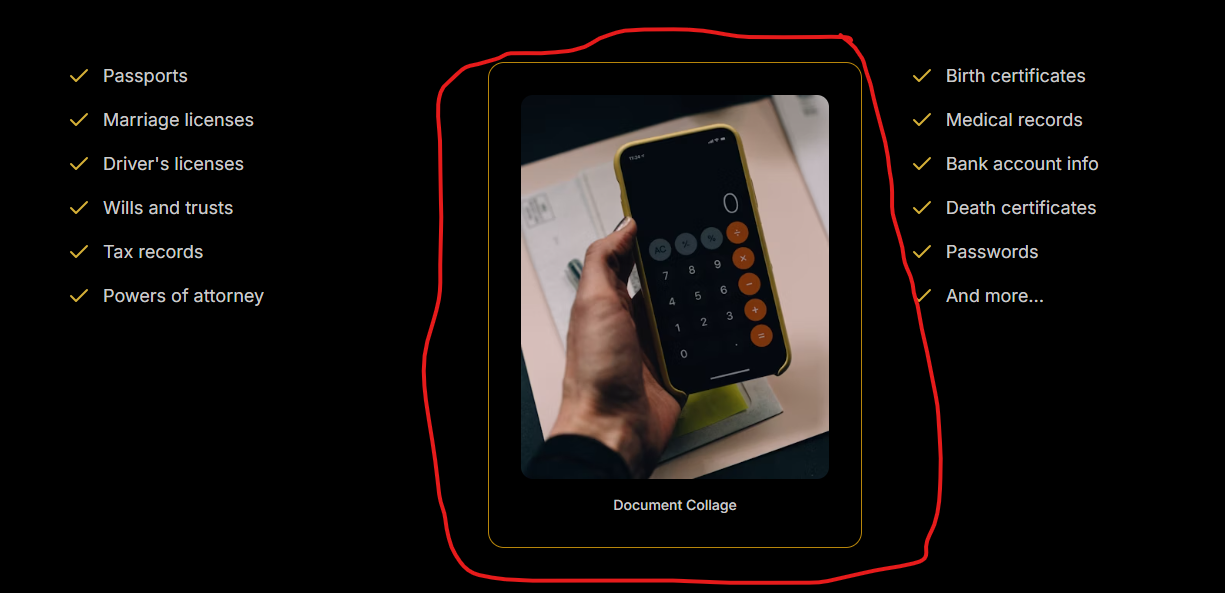 Passports
Marriage licenses
Driver's licenses
Wills and trusts
Tax records
Powers of attorney
0
AC
%
÷
7
8
9
×
4
5
6
−
1
2
3
+
0
.
=
Document Collage
Birth certificates
Medical records
Bank account info
Death certificates
Passwords
And more...